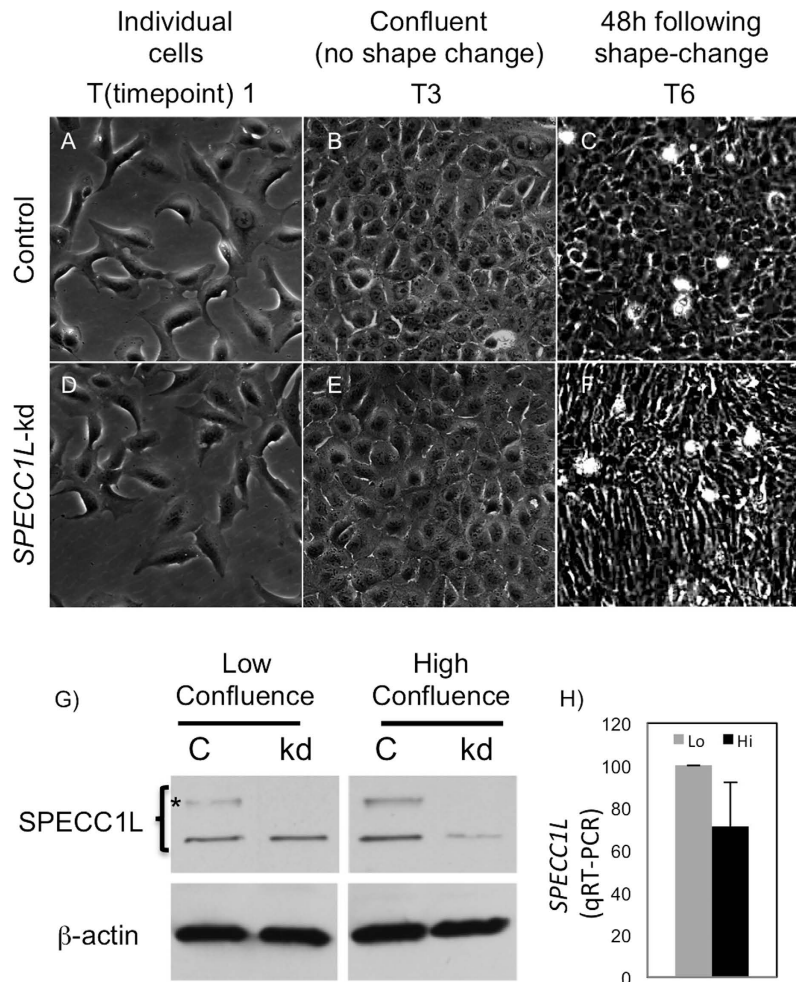 Individual cells
T(timepoint) 1
Confluent (no shape change)
T3
48h following shape-change
T6
Control
A
B
C
SPECC1L-kd
D
E
F
G)
Low Confluence
High Confluence
C kd
C kd
SPECC1L
*
β-actin
H)
Lo Hi
SPECC1L (qRT-PCR)
120
100
80
60
40
20
0